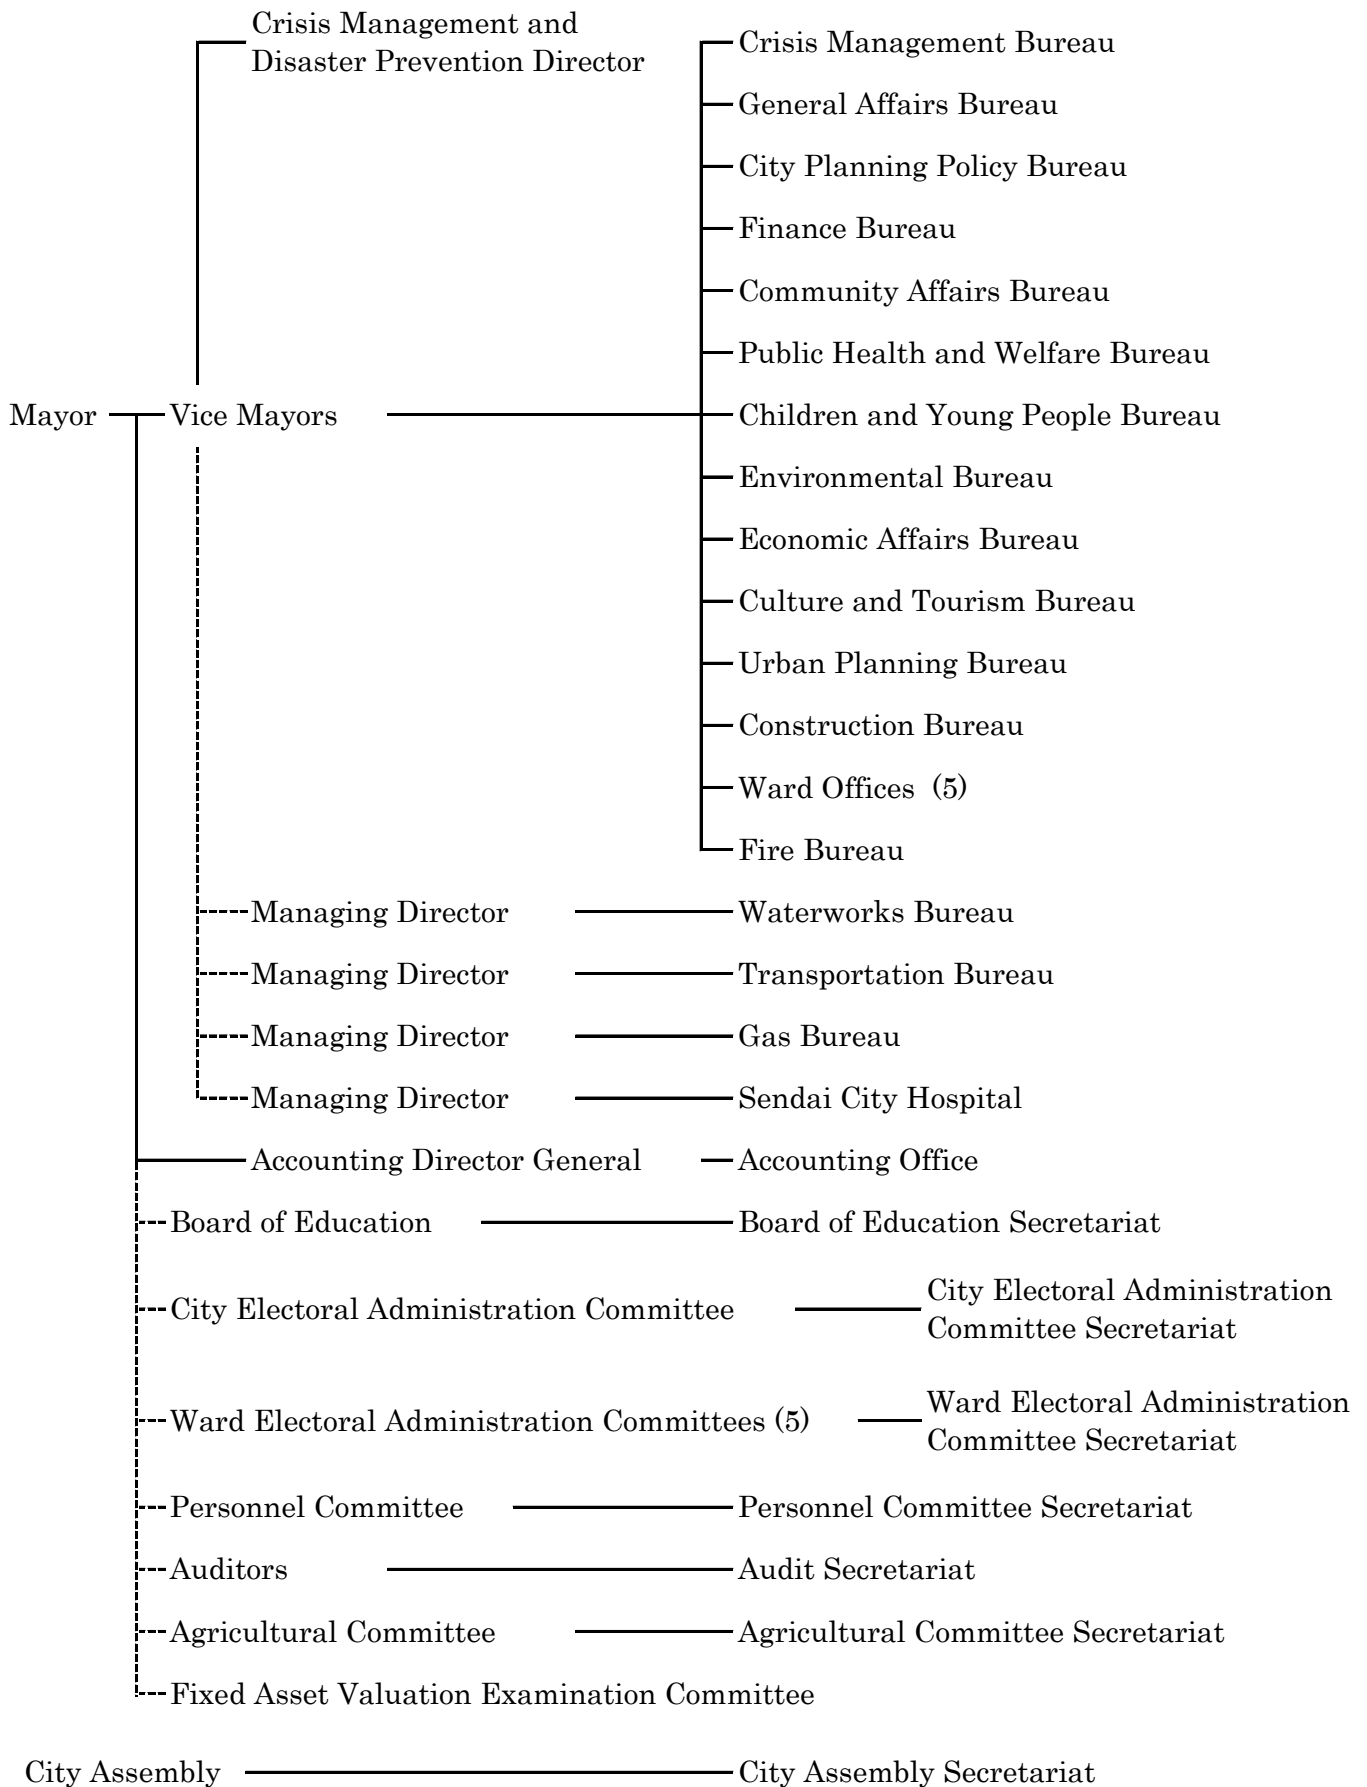 Crisis Management and
Disaster Prevention Director
Crisis Management Bureau
General Affairs Bureau
City Planning Policy Bureau
Finance Bureau
Community Affairs Bureau
Public Health and Welfare Bureau
Mayor
Vice Mayors
Children and Young People Bureau
Environmental Bureau
Economic Affairs Bureau
Culture and Tourism Bureau
Urban Planning Bureau
Construction Bureau
Ward Offices (5)
Fire Bureau
Managing Director
Waterworks Bureau
Managing Director
Transportation Bureau
Managing Director
Gas Bureau
Managing Director
Sendai City Hospital
Accounting Director General
Accounting Office
Board of Education
Board of Education Secretariat
City Electoral Administration Committee
City Electoral Administration
Committee Secretariat
Ward Electoral Administration Committees (5)
Ward Electoral Administration
Committee Secretariat
Personnel Committee
Personnel Committee Secretariat
Auditors
Audit Secretariat
Agricultural Committee
Agricultural Committee Secretariat
Fixed Asset Valuation Examination Committee
City Assembly
City Assembly Secretariat